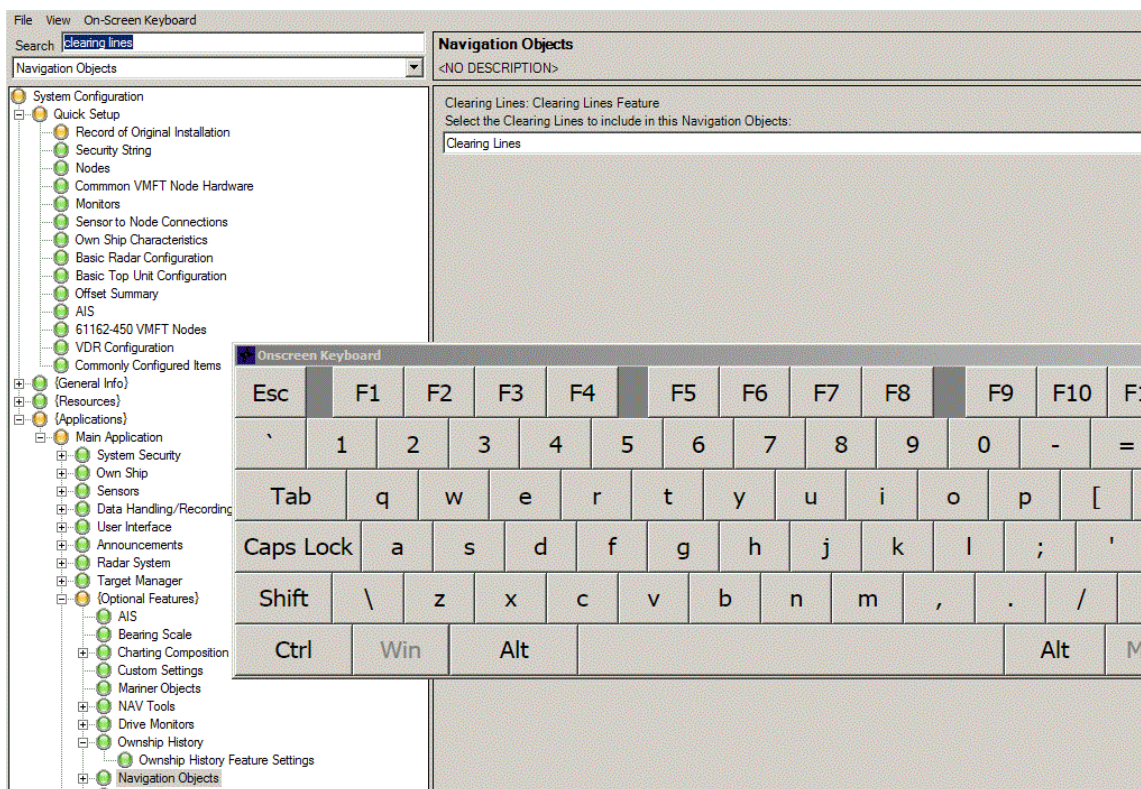 File View On-Screen Keyboard
Search clearing lines
Navigation Objects
System Configuration
Quick Setup
Record of Original Installation
Security String
Nodes
Commmon VMFT Node Hardware
Monitors
Sensor to Node Connections
Own Ship Characteristics
Basic Radar Configuration
Basic Top Unit Configuration
Offset Summary
AIS
61162-450 VMFT Nodes
VDR Configuration
Commonly Configured Items
{General Info}
{Resources}
{Applications}
Main Application
System Security
Own Ship
Sensors
Data Handling/Recording
User Interface
Announcements
Radar System
Target Manager
{Optional Features}
AIS
Bearing Scale
Charting Composition
Custom Settings
Mariner Objects
NAV Tools
Drive Monitors
Ownship History
Ownship History Feature Settings
Navigation Objects
Navigation Objects
<NO DESCRIPTION>
Clearing Lines: Clearing Lines Feature
Select the Clearing Lines to include in this Navigation Objects:
Clearing Lines
Onscreen Keyboard
Esc F1 F2 F3 F4 F5 F6 F7 F8 F9 F10
` 1 2 3 4 5 6 7 8 9 0 - =
Tab q w e r t y u i o p [
Caps Lock a s d f g h j k l ; '
Shift \ z x c v b n m , . /
Ctrl Win Alt Alt